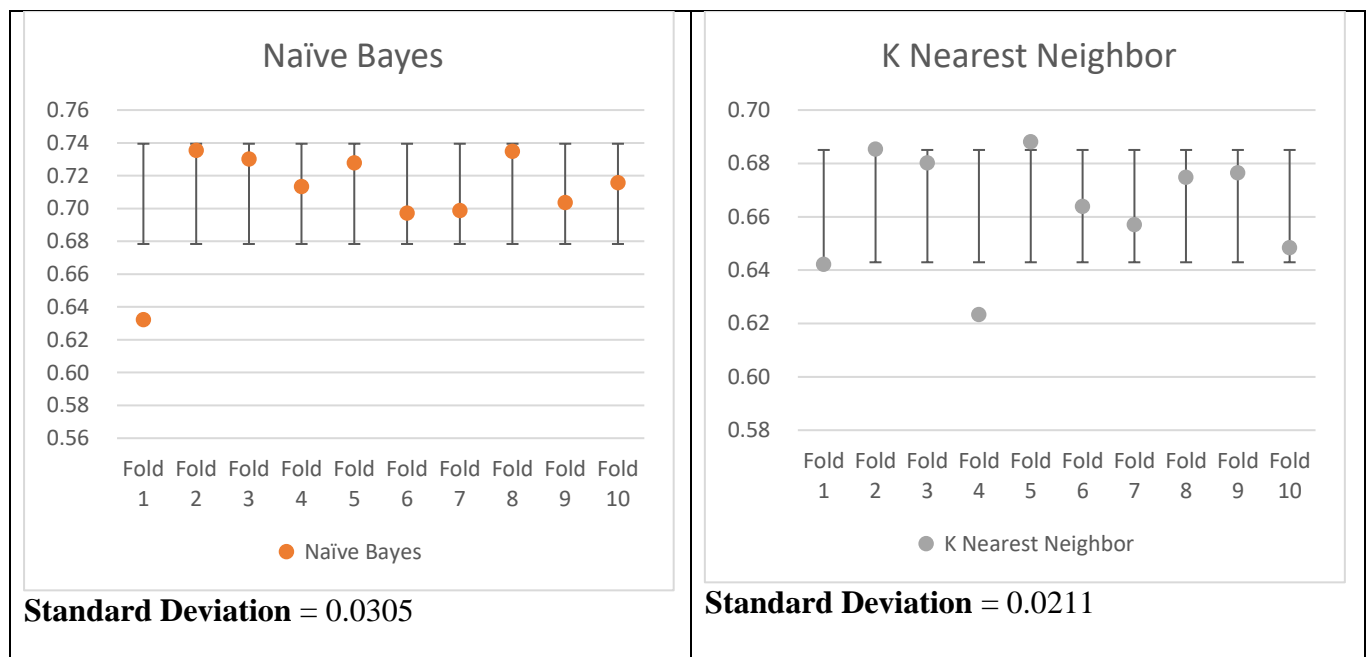 Naïve Bayes
0.76
0.74
0.72
0.70
0.68
0.66
0.64
0.62
0.60
0.58
0.56
Fold Fold Fold Fold Fold Fold Fold Fold Fold Fold
1 2 3 4 5 6 7 8 9 10
Naïve Bayes
Standard Deviation = 0.0305
K Nearest Neighbor
0.70
0.68
0.66
0.64
0.62
0.60
0.58
Fold Fold Fold Fold Fold Fold Fold Fold Fold Fold
1 2 3 4 5 6 7 8 9 10
K Nearest Neighbor
Standard Deviation = 0.0211